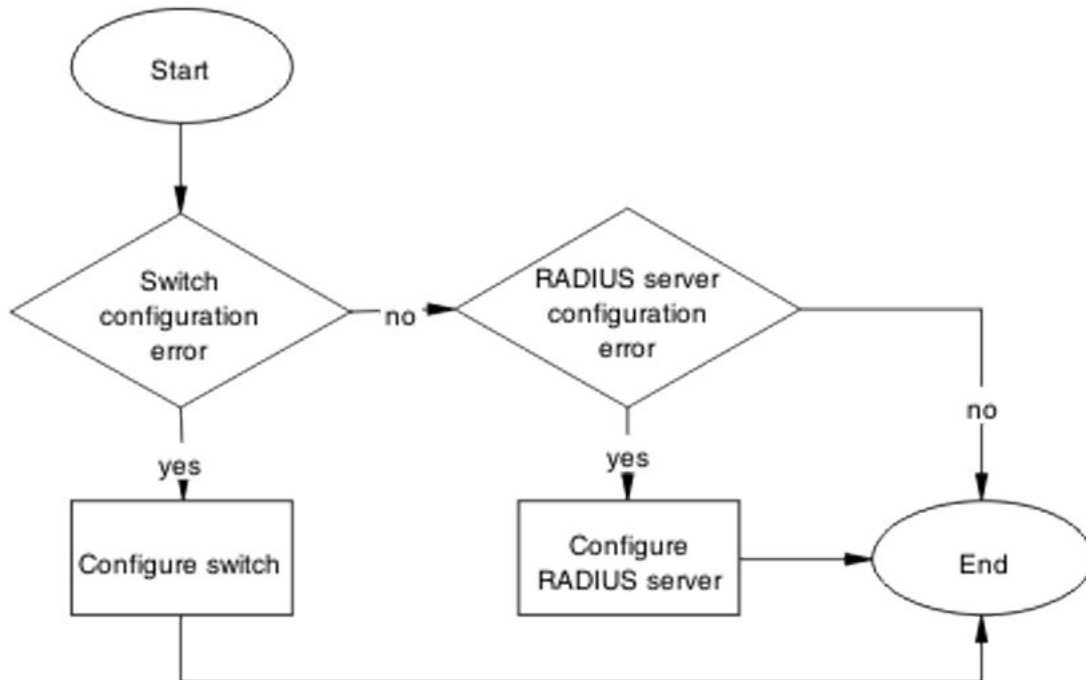 Start
Switch
configuration
error
no
RADIUS server
configuration
error
no
yes
yes
Configure switch
Configure
RADIUS server
End